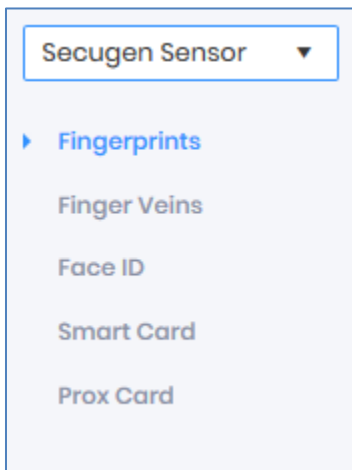 Secugen Sensor
Fingerprints
Finger Veins
Face ID
Smart Card
Prox Card